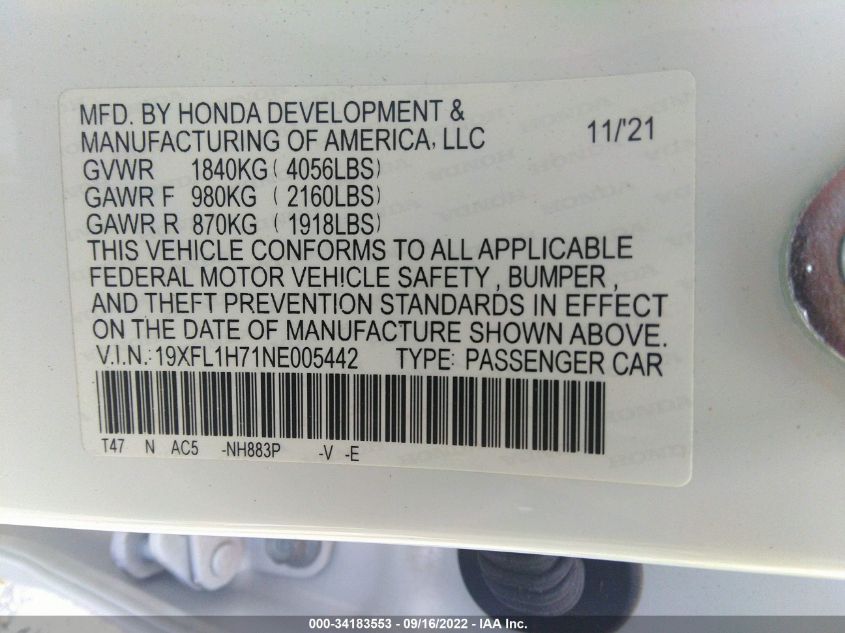 MFD. BY HONDA DEVELOPMENT &
MANUFACTURING OF AMERICA, LLC 11/'21
GVWR 1840KG ( 4056LBS)
GAWR F 980KG ( 2160LBS)
GAWR R 870KG ( 1918LBS)
THIS VEHICLE CONFORMS TO ALL APPLICABLE
FEDERAL MOTOR VEHICLE SAFETY , BUMPER ,
AND THEFT PREVENTION STANDARDS IN EFFECT
ON THE DATE OF MANUFACTURE SHOWN ABOVE.
V.I.N.: 19XFL1H71NE005442 TYPE: PASSENGER CAR
T47 N AC5 -NH883P -V -E
000-34183553 - 09/16/2022 - IAA Inc.